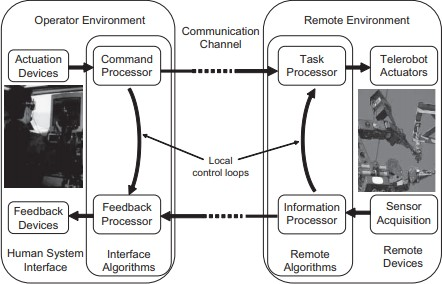 Operator Environment
Communication
Channel
Remote Environment
Actuation
Devices
Command
Processor
Task
Processor
Telerobot
Actuators
Local
control loops
Feedback
Devices
Feedback
Processor
Information
Processor
Sensor
Acquisition
Human System
Interface
Interface
Algorithms
Remote
Algorithms
Remote
Devices